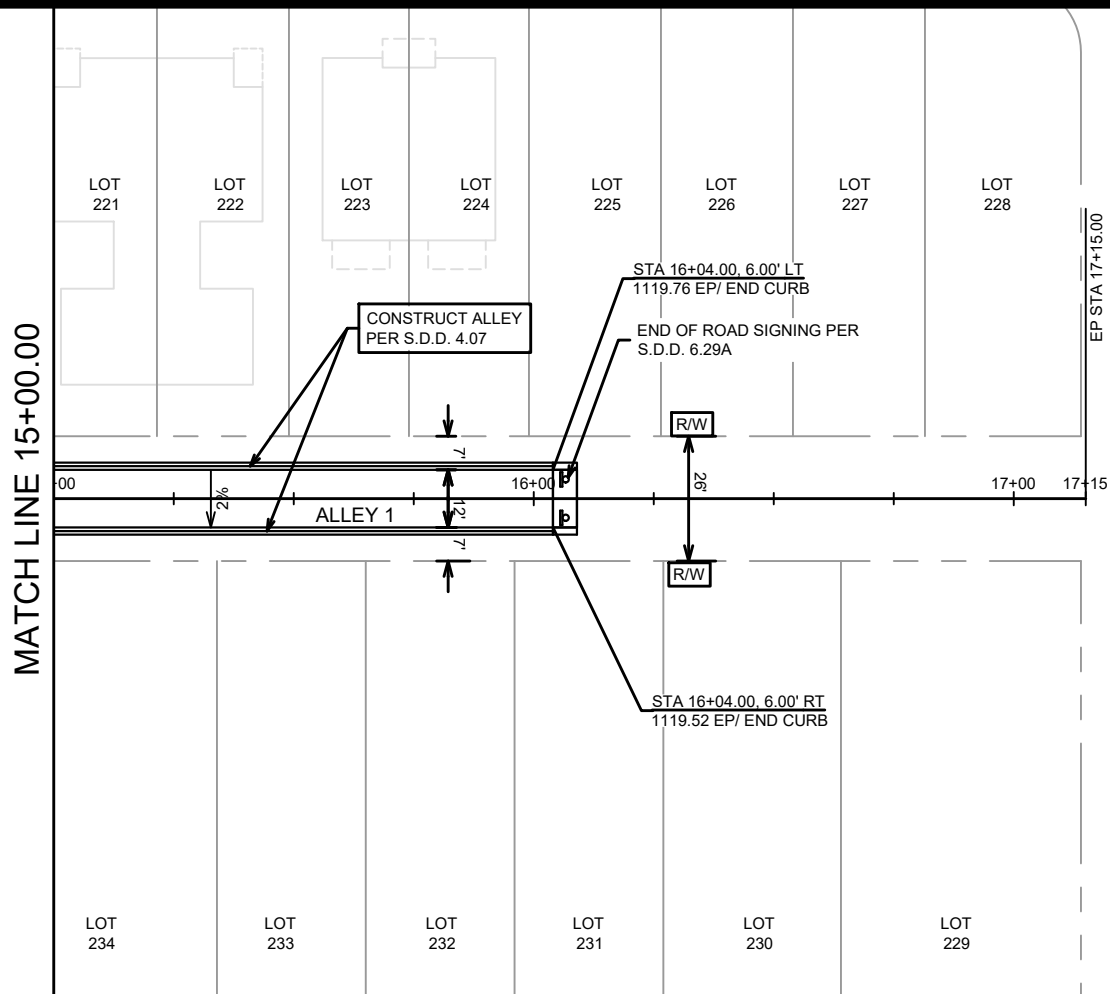 LOT
221
LOT
222
LOT
223
LOT
224
LOT
225
LOT
226
LOT
227
LOT
228
EP STA 17+15.00
STA 16+04.00, 6.00' LT
1119.76 EP/ END CURB
END OF ROAD SIGNING PER
S.D.D. 6.29A
CONSTRUCT ALLEY
PER S.D.D. 4.07
MATCH LINE 15+00.00
R/W
7'
+00
2%
12'
16+00
26'
17+00
17+15
ALLEY 1
7'
R/W
STA 16+04.00, 6.00' RT
1119.52 EP/ END CURB
LOT
234
LOT
233
LOT
232
LOT
231
LOT
230
LOT
229